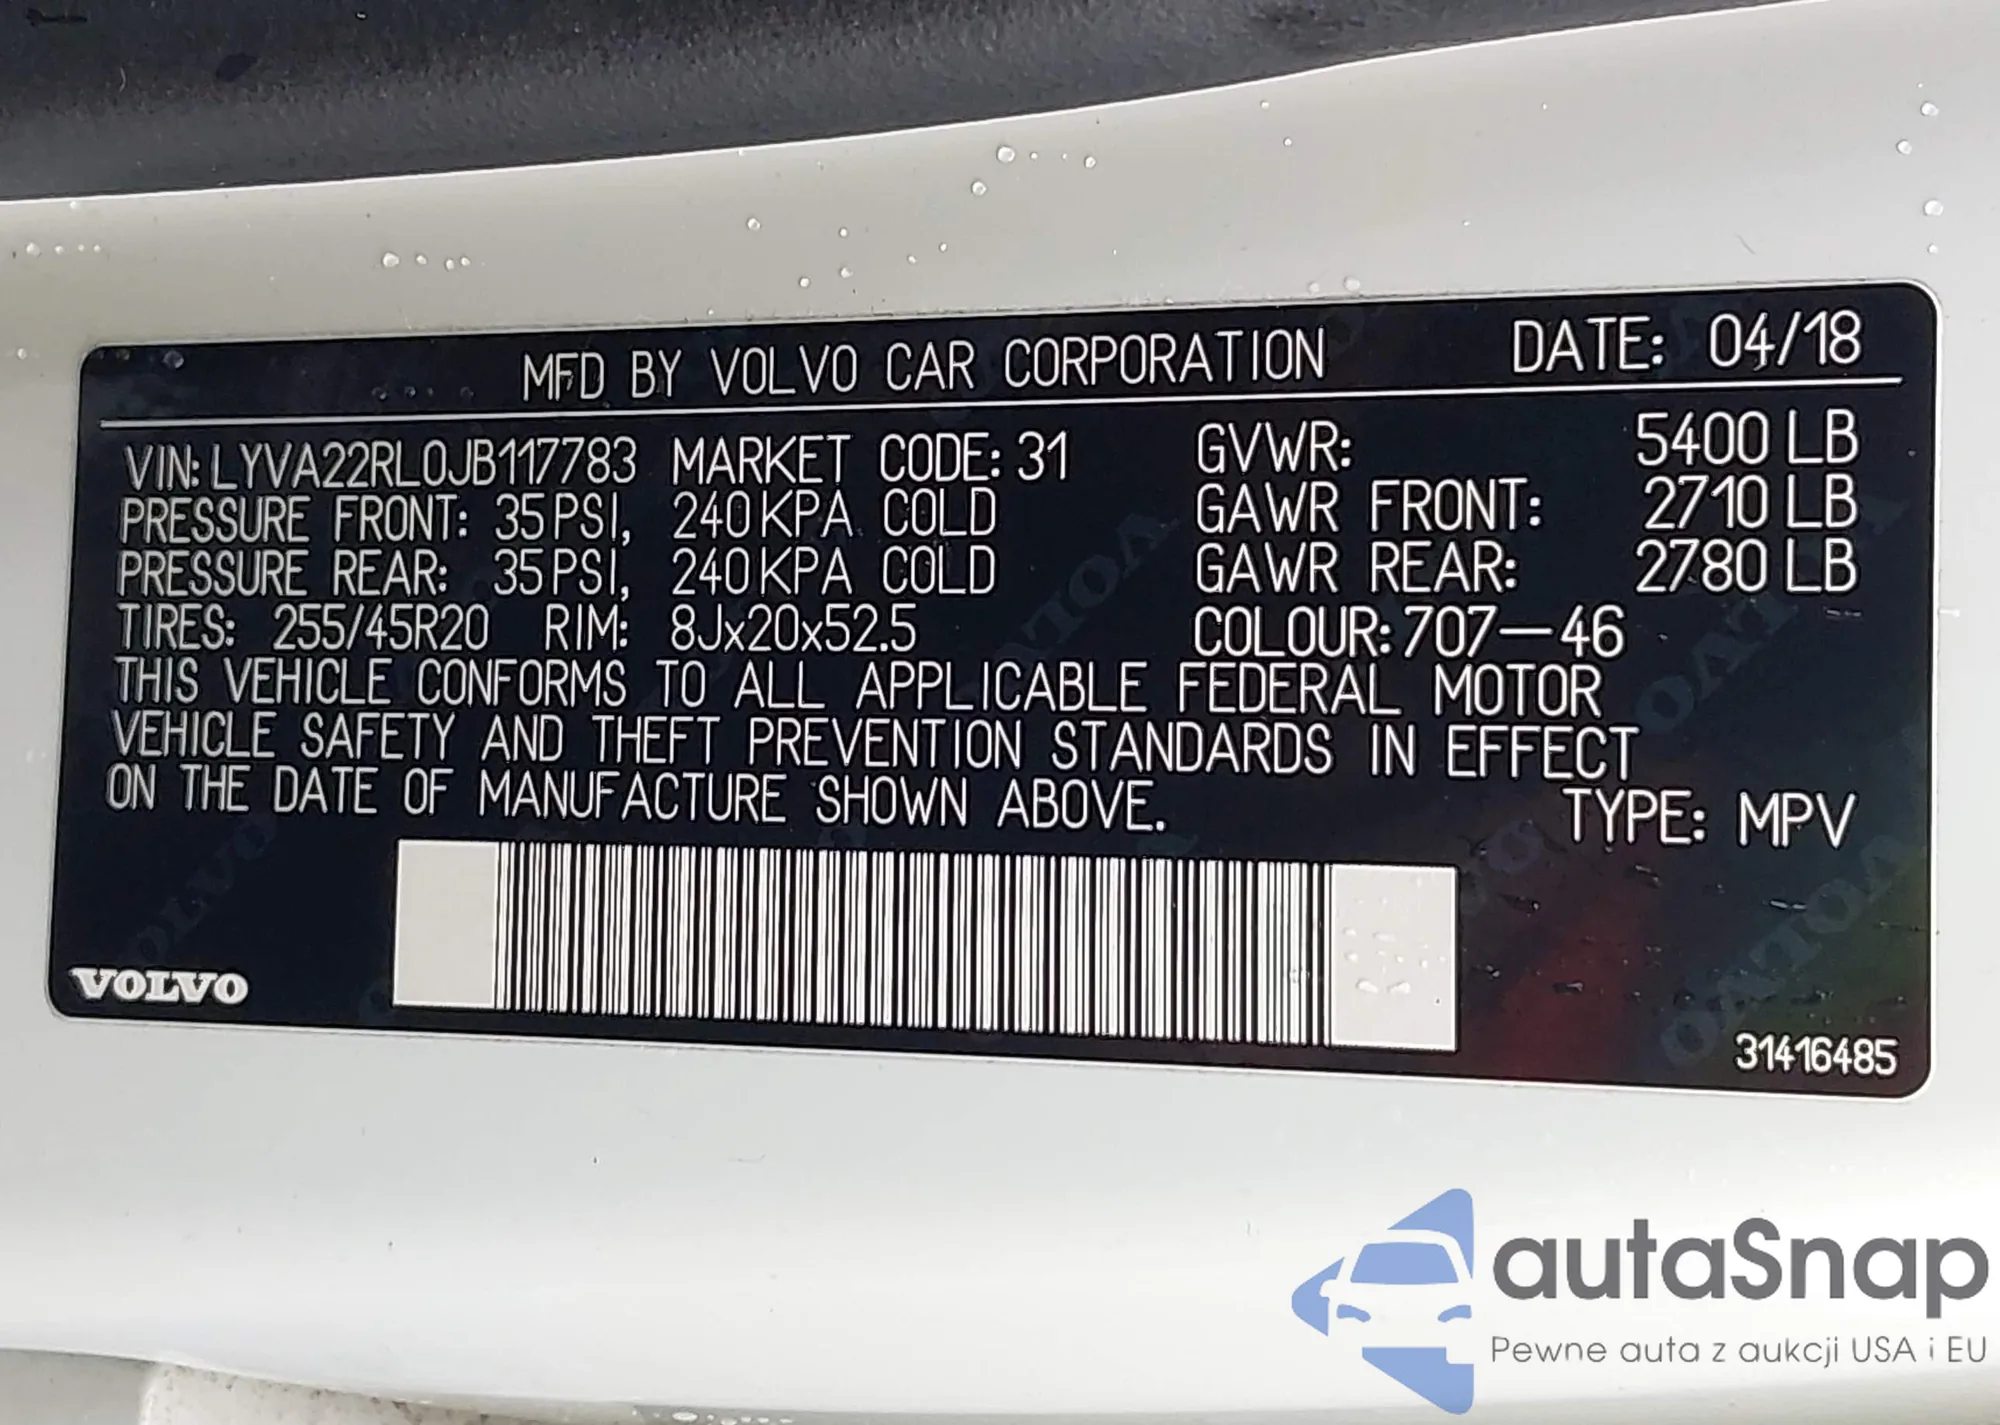 MFD BY VOLVO CAR CORPORATION DATE: 04/18
VIN: LYVA22RL0JB117783 MARKET CODE: 31 GVWR: 5400 LB
PRESSURE FRONT: 35 PSI, 240 KPA COLD GAWR FRONT: 2710 LB
PRESSURE REAR: 35 PSI, 240 KPA COLD GAWR REAR: 2780 LB
TIRES: 255/45R20 RIM: 8Jx20x52.5 COLOUR: 707-46
THIS VEHICLE CONFORMS TO ALL APPLICABLE FEDERAL MOTOR
VEHICLE SAFETY AND THEFT PREVENTION STANDARDS IN EFFECT
ON THE DATE OF MANUFACTURE SHOWN ABOVE. TYPE: MPV
VOLVO
31416485
autaSnap
Pewne auta z aukcji USA i EU